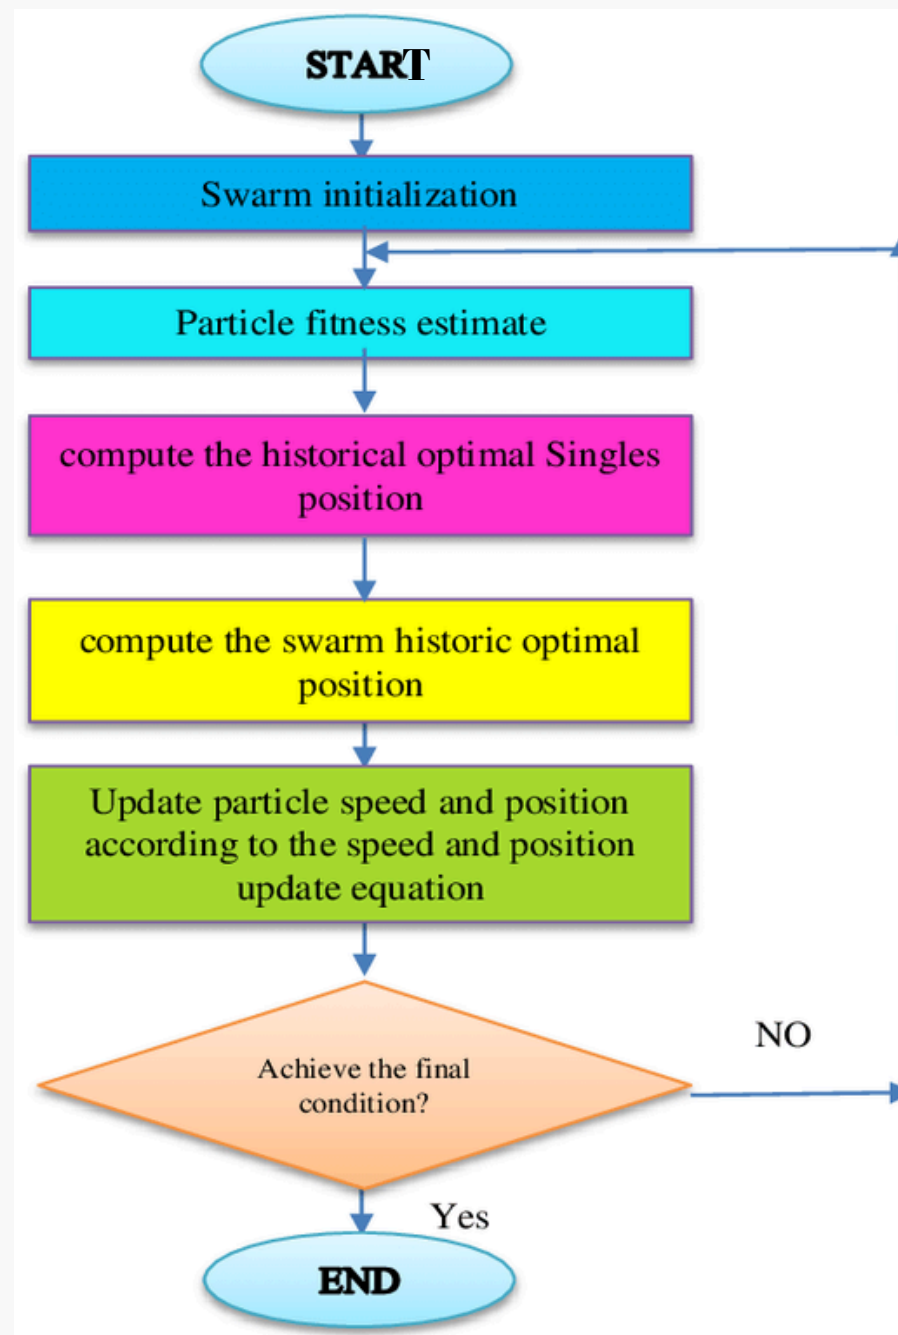 START
Swarm initialization
Particle fitness estimate
compute the historical optimal Singles
position
compute the swarm historic optimal
position
Update particle speed and position
according to the speed and position
update equation
Achieve the final
condition?
NO
Yes
END